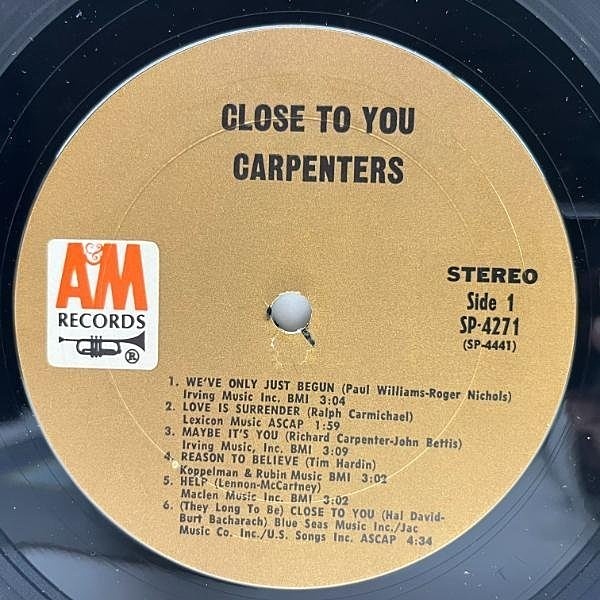 CLOSE TO YOU
CARPENTERS
A&M
RECORDS
®
STEREO
Side 1
SP-4271
(SP-4441)
1. WE'VE ONLY JUST BEGUN (Paul Williams-Roger Nichols)
Irving Music Inc. BMI 3:04
2. LOVE IS SURRENDER (Ralph Carmichael)
Lexicon Music ASCAP 1:59
3. MAYBE IT'S YOU (Richard Carpenter-John Bettis)
Irving Music, Inc. BMI 3:09
4. REASON TO BELIEVE (Tim Hardin)
Koppelman & Rubin Music BMI 3:02
5. HELP (Lennon-McCartney)
Maclen Music Inc. BMI 3:02
6. (They Long To Be) CLOSE TO YOU (Hal David-
Burt Bacharach) Blue Seas Music Inc./Jac
Music Co. Inc./U.S. Songs Inc. ASCAP 4:34